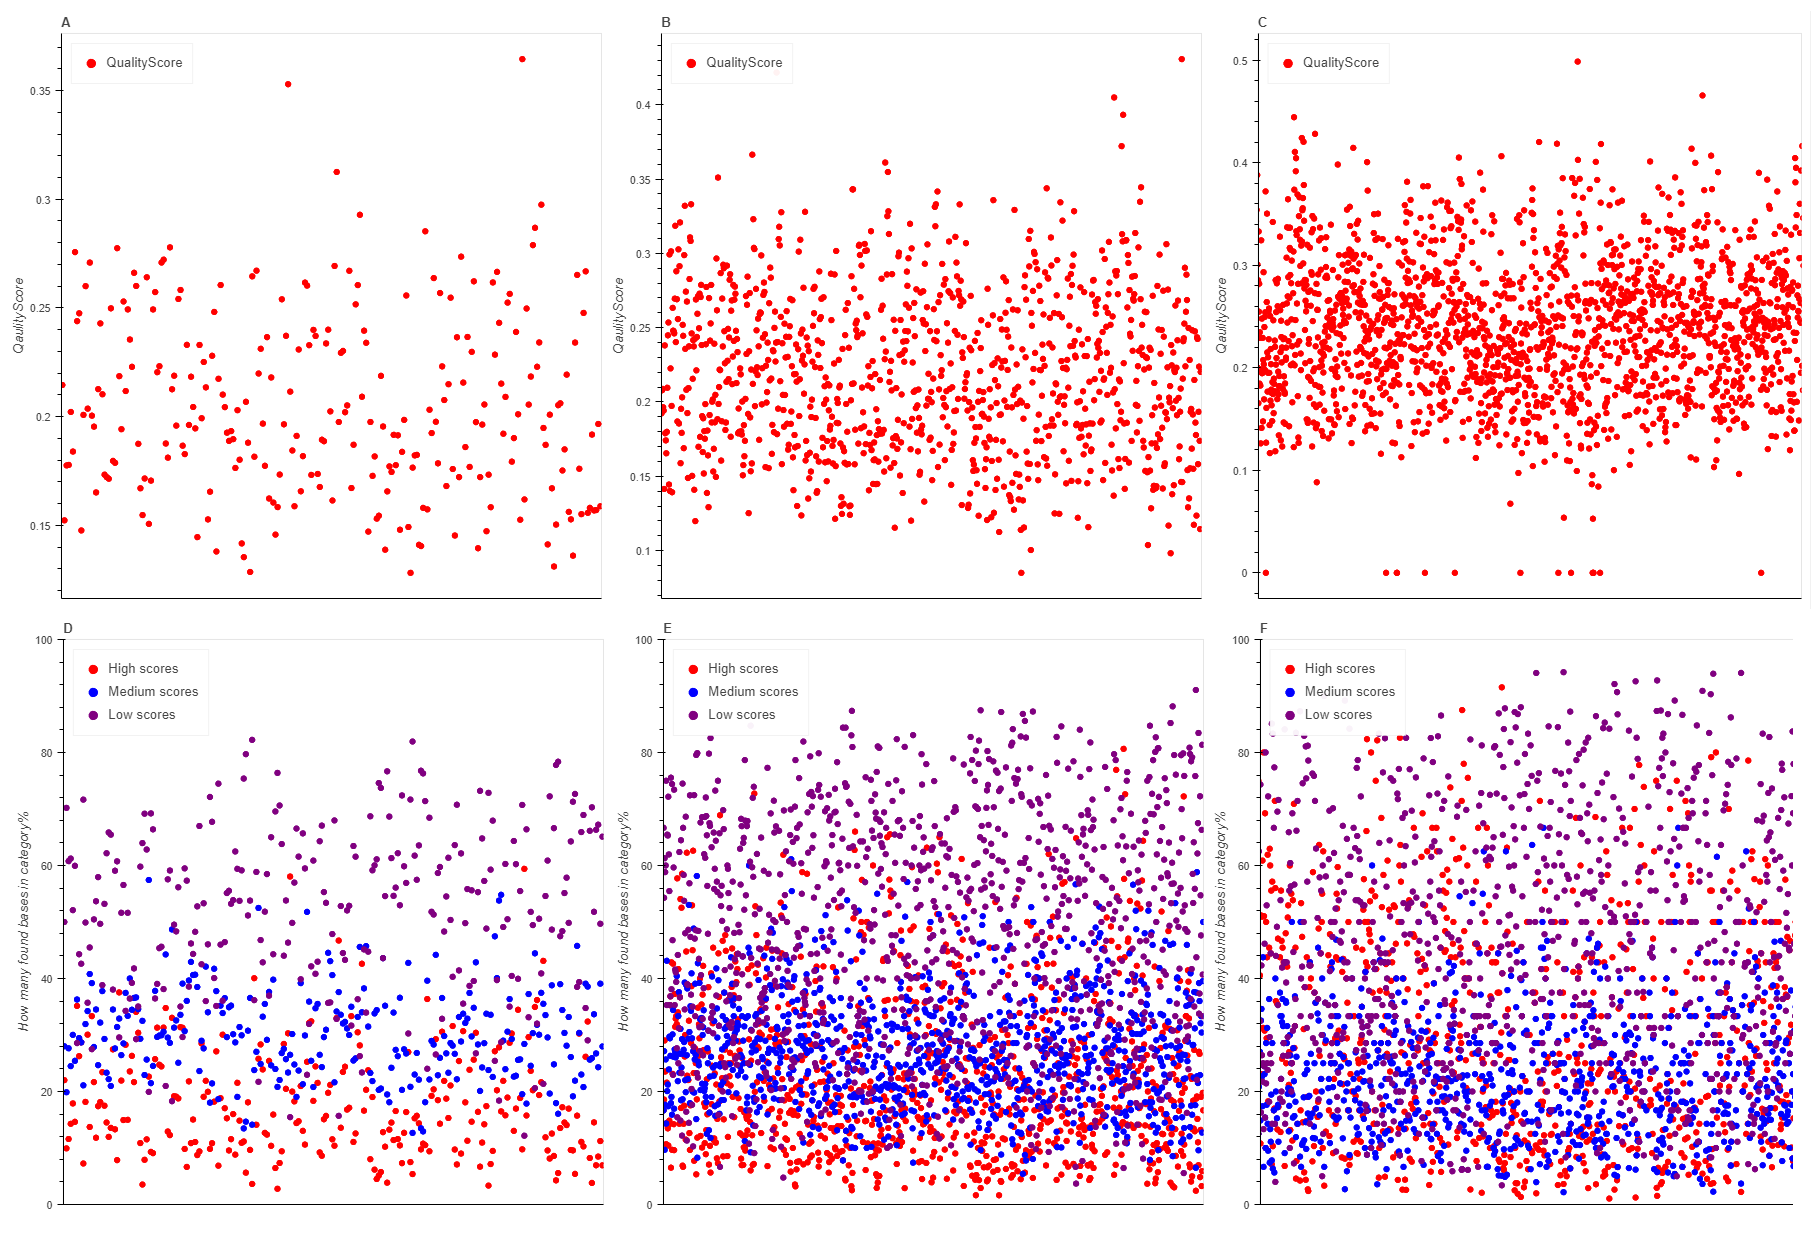 A
QualityScore
0.35
0.3
0.25
0.2
0.15
QaulityScore
B
QualityScore
0.4
0.35
0.3
0.25
0.2
0.15
0.1
QaulityScore
C
QualityScore
0.5
0.4
0.3
0.2
0.1
0
QaulityScore
D
High scores
Medium scores
Low scores
100
80
60
40
20
0
How many found bases in category%
E
High scores
Medium scores
Low scores
100
80
60
40
20
0
How many found bases in category%
F
High scores
Medium scores
Low scores
100
80
60
40
20
0
How many found bases in category%